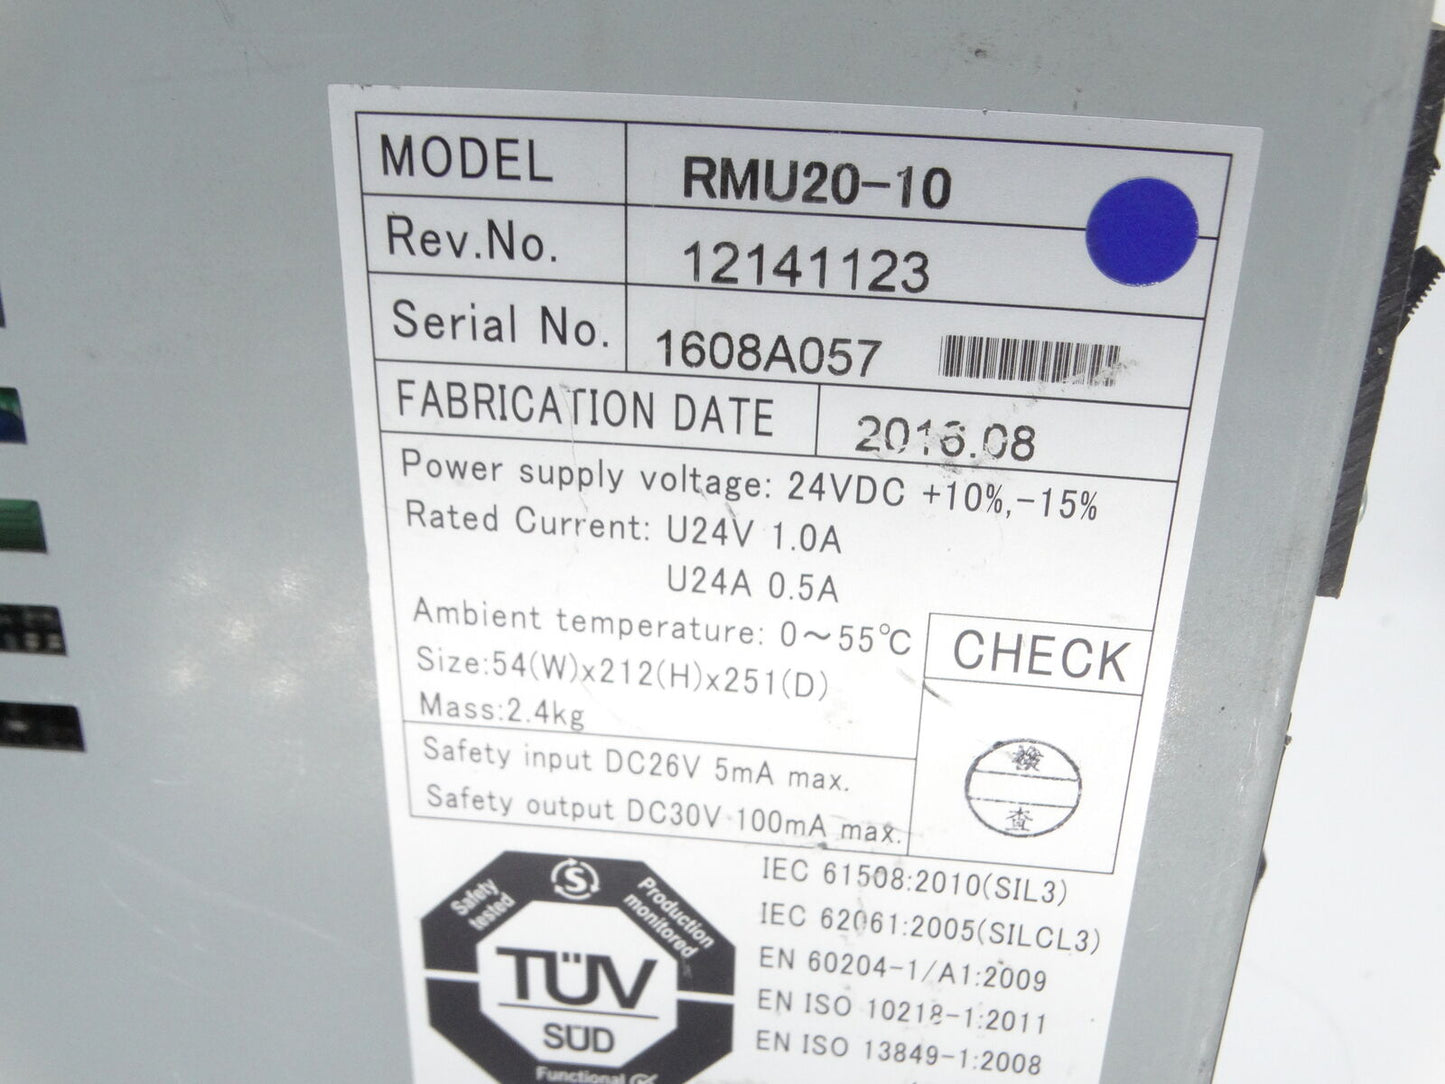 MODEL RMU20-10
Rev.No. 12141123
Serial No. 1608A057
FABRICATION DATE 2016.08
Power supply voltage: 24VDC +10%,-15%
Rated Current: U24V 1.0A
U24A 0.5A
Ambient temperature: 0～55℃
Size:54(W)x212(H)x251(D)
Mass:2.4kg
CHECK
検
査
Safety input DC26V 5mA max.
Safety output DC30V 100mA max.
Safety
tested
S
Production
monitored
TÜV
SÜD
Functional
IEC 61508:2010(SIL3)
IEC 62061:2005(SILCL3)
EN 60204-1/A1:2009
EN ISO 10218-1:2011
EN ISO 13849-1:2008